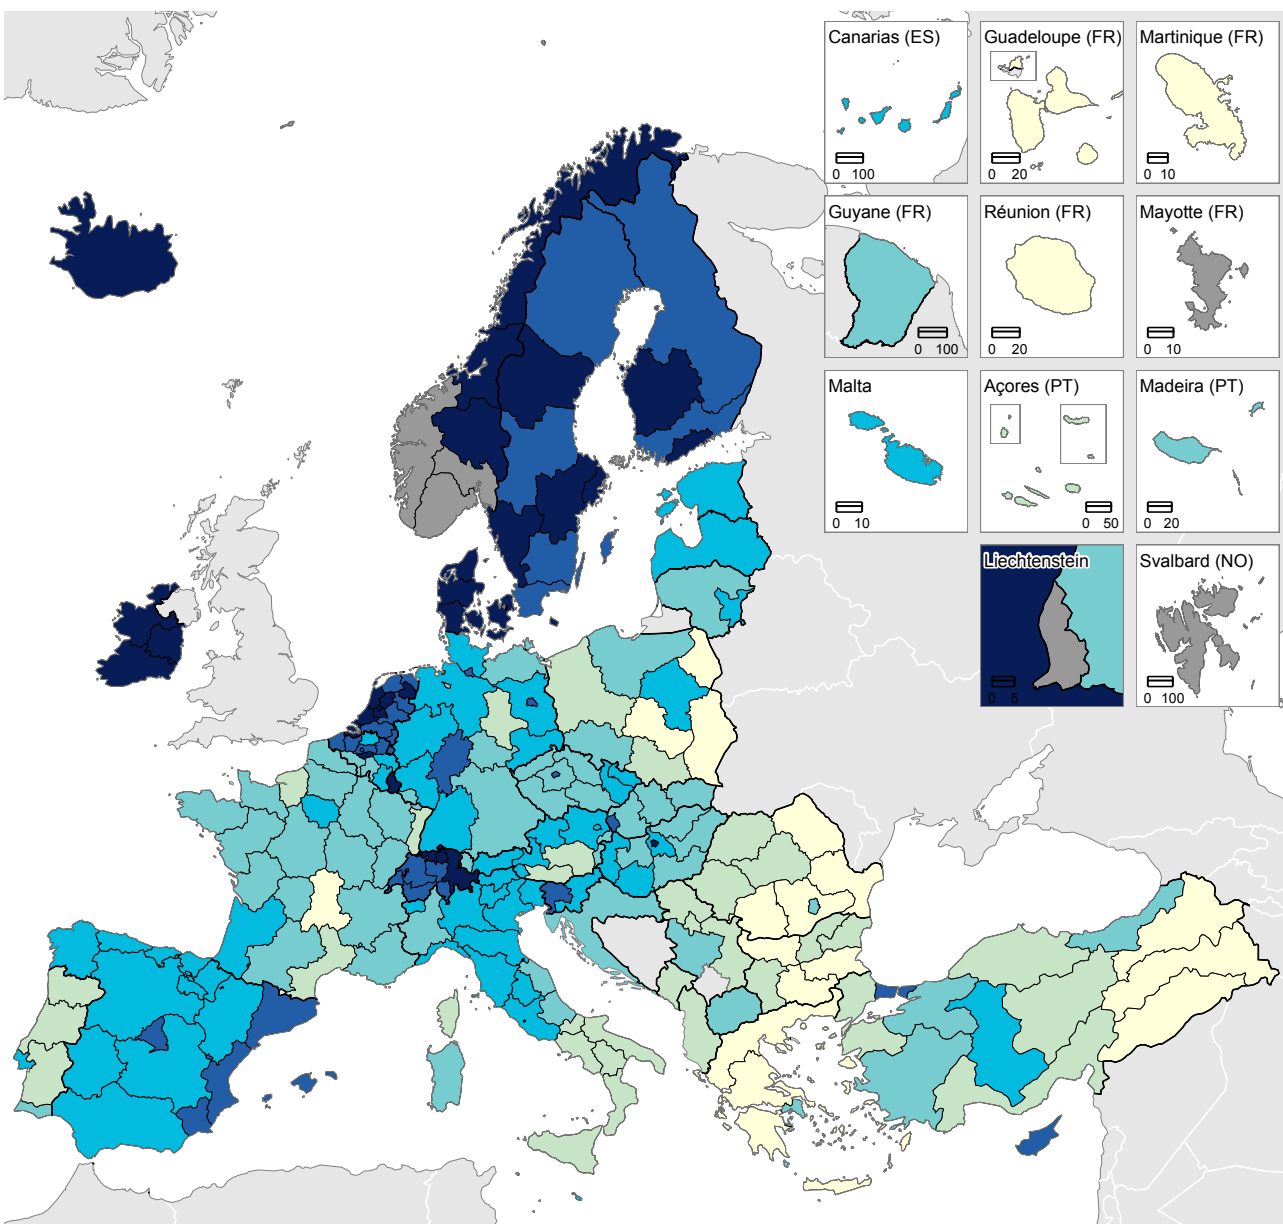 Canarias (ES)
0 100
Guadeloupe (FR)
0 20
Martinique (FR)
0 10
Guyane (FR)
0 100
Réunion (FR)
0 20
Mayotte (FR)
0 10
Malta
0 10
Açores (PT)
0 50
Madeira (PT)
0 20
Liechtenstein
0 5
Svalbard (NO)
0 100